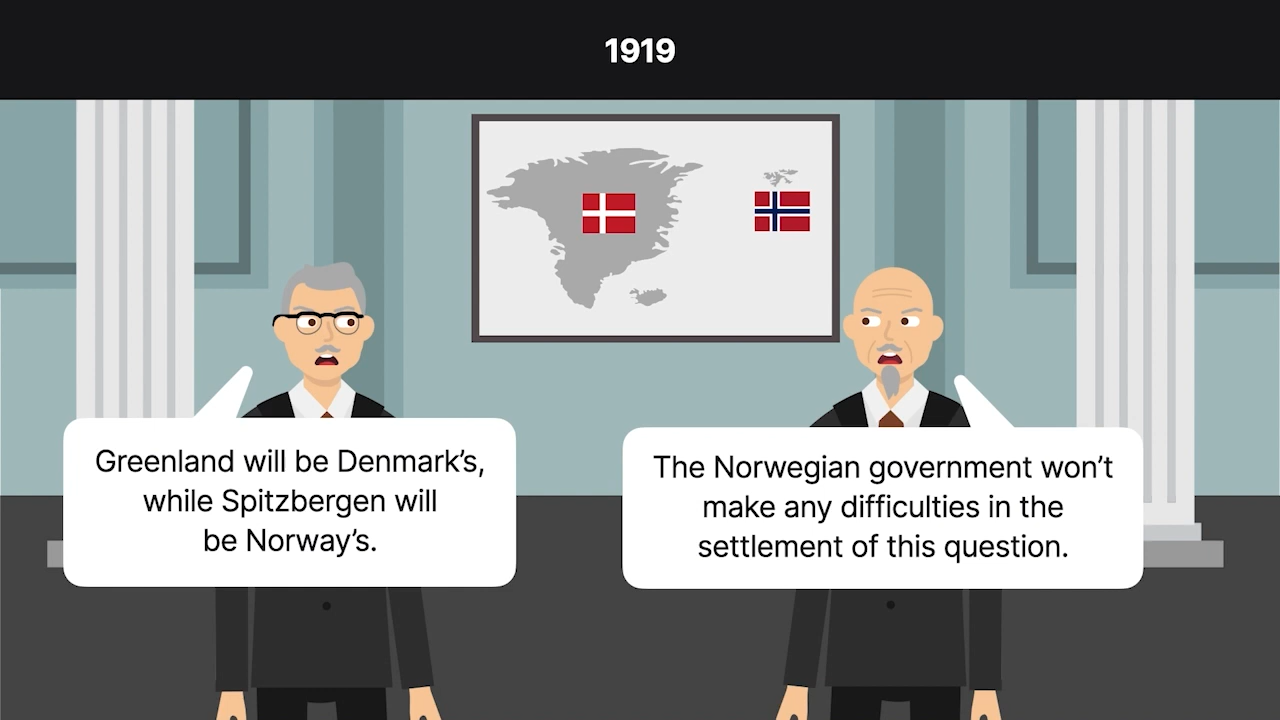 1919
Greenland will be Denmark’s,
while Spitzbergen will
be Norway’s.
The Norwegian government won’t
make any difficulties in the
settlement of this question.